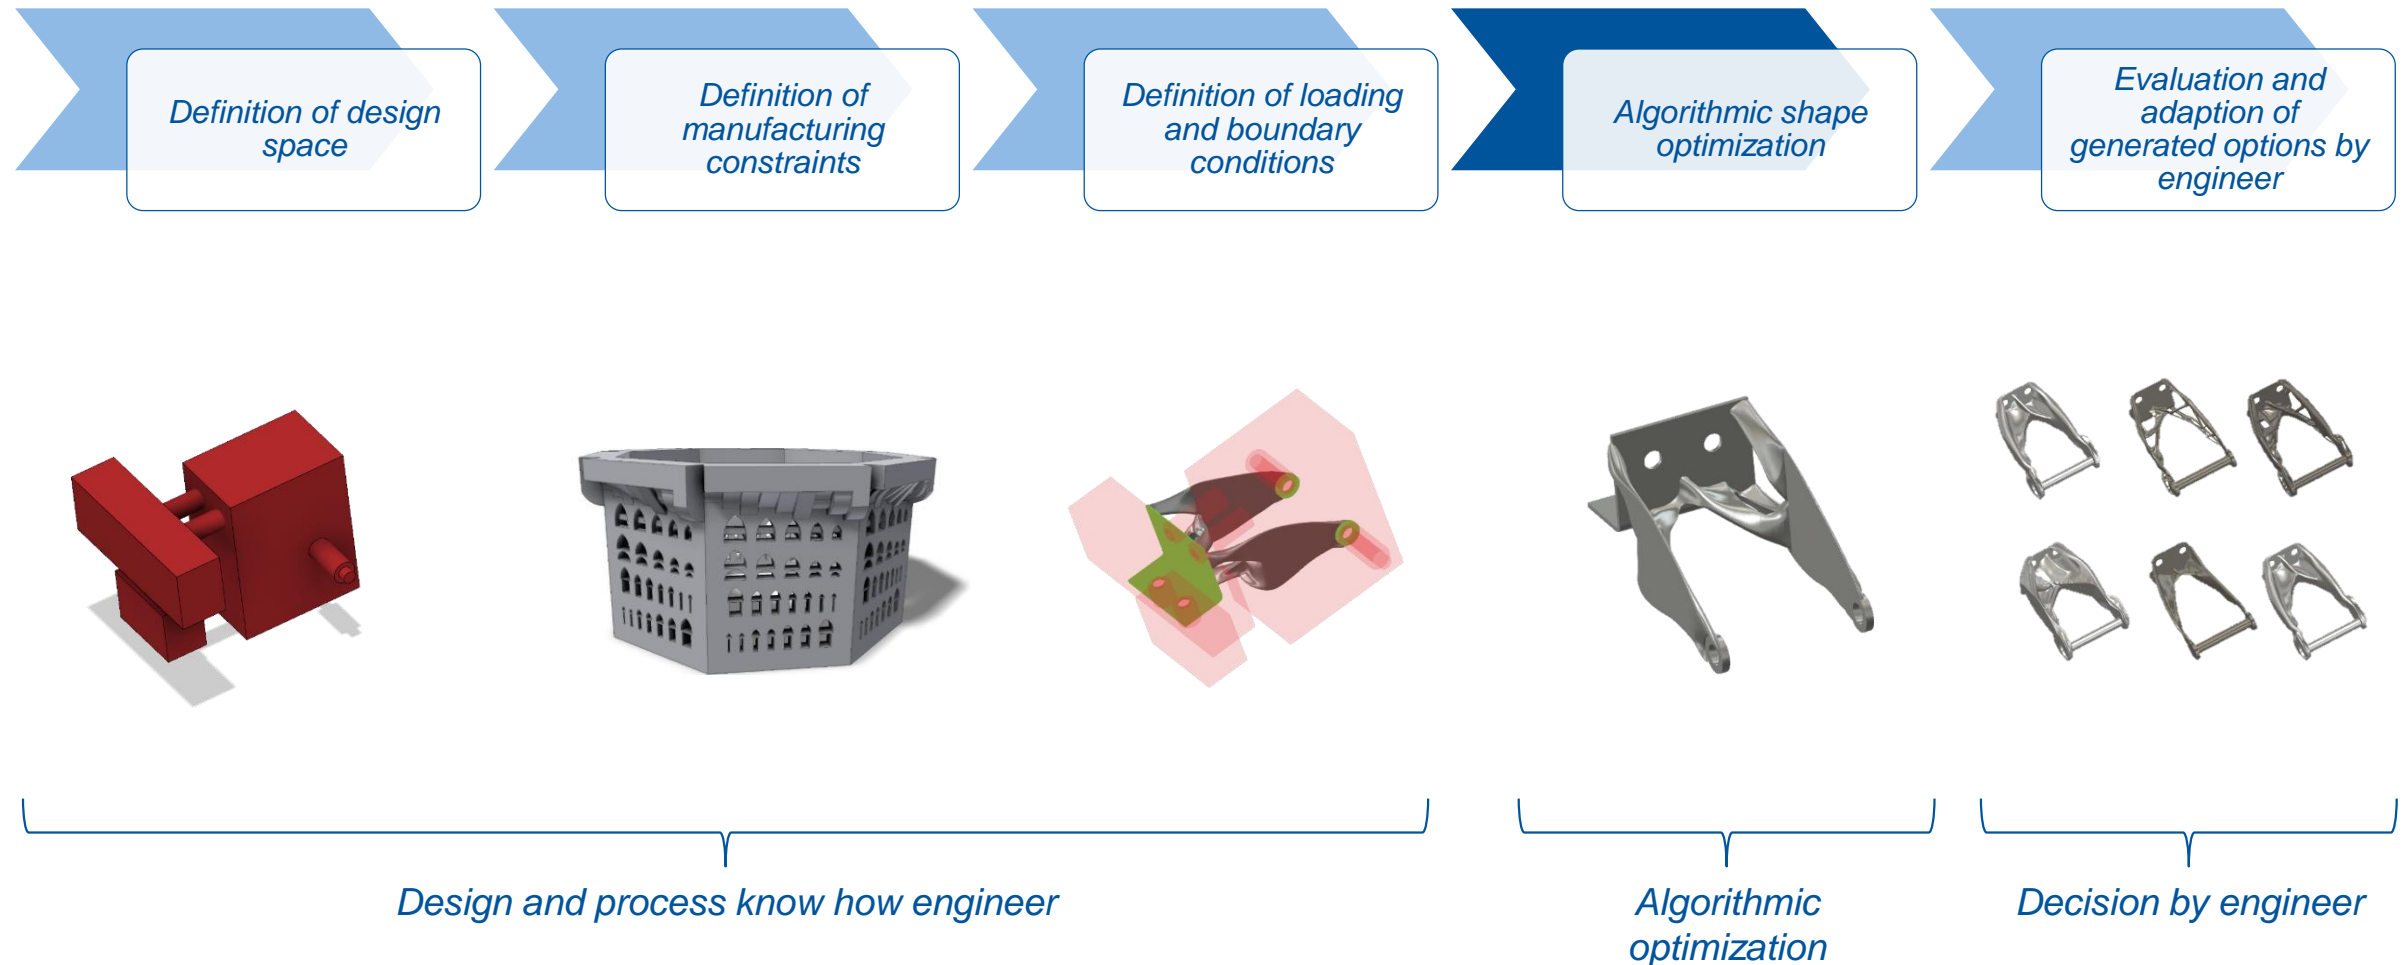 Definition of design
space
Definition of
manufacturing
constraints
Definition of loading
and boundary
conditions
Algorithmic shape
optimization
Evaluation and
adaption of
generated options by
engineer
Design and process know how engineer
Algorithmic
optimization
Decision by engineer